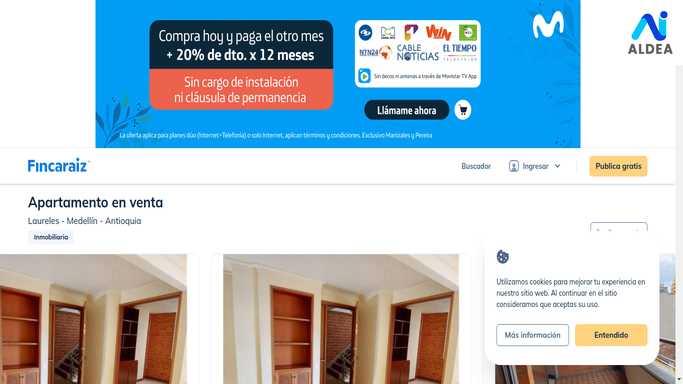 Compra hoy y paga el otro mes
+ 20% de dto. x 12 meses
Sin cargo de instalación
ni cláusula de permanencia
WIN
NTN24
CABLE
NOTICIAS
EL TIEMPO
TELEVISIÓN
Sin decos ni antenas a través de Movistar TV App
Llámame ahora
La oferta aplica para planes dúo (Internet+Telefonía) o solo Internet, aplican términos y condiciones. Exclusivo Manizales y Pereira
ALDEA
Fincaraiz
Buscador
Ingresar
Publica gratis
Apartamento en venta
Laureles - Medellín - Antioquia
Inmobiliaria
Utilizamos cookies para mejorar tu experiencia en
nuestro sitio web. Al continuar en el sitio
consideramos que aceptas su uso.
Más información
Entendido